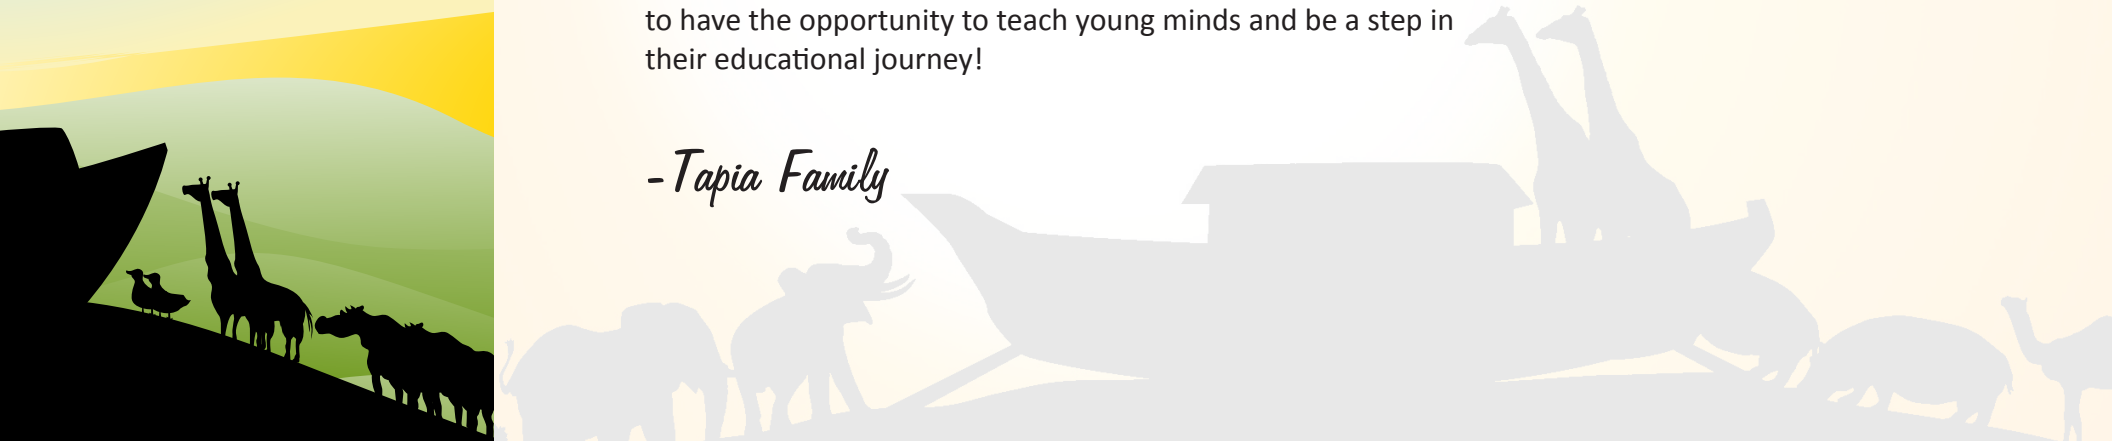 to have the opportunity to teach young minds and be a step in
their educational journey!
-Tapia Family